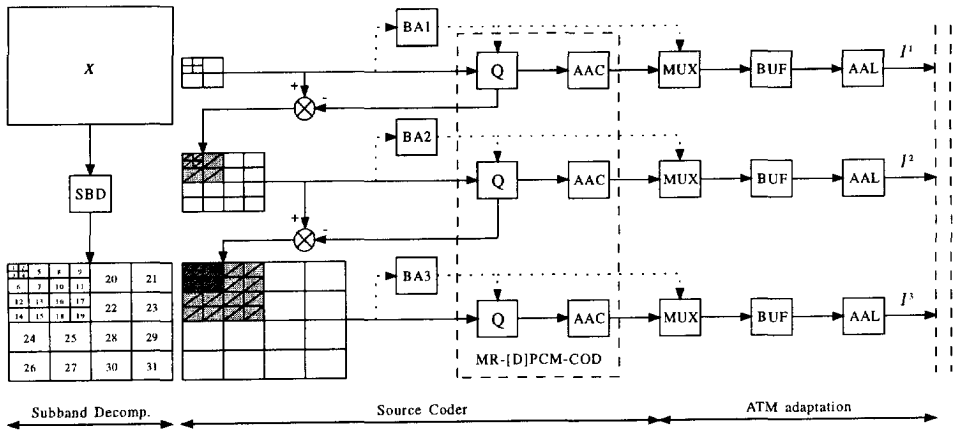 X
BA1
Q
AAC
MUX
BUF
AAL
I¹
+
-
SBD
BA2
Q
AAC
MUX
BUF
AAL
I²
+
-
BA3
Q
AAC
MUX
BUF
AAL
I³
5 8 9 20 21
6 7 10 11
12 13 16 17 22 23
14 15 18 19
24 25 28 29
26 27 30 31
MR-[D]PCM-COD
Subband Decomp.
Source Coder
ATM adaptation